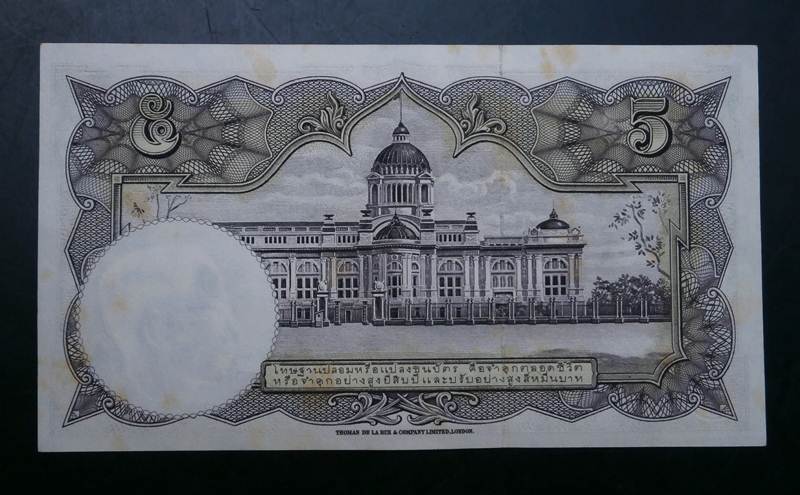 ๕ 5
โทษฐานปลอมหรือแปลงธนบัตร คือจำคุกตลอดชีวิต
หรือจำคุกอย่างสูงยี่สิบปีและปรับอย่างสูงสี่หมื่นบาท
THOMAS DE LA RUE & COMPANY LIMITED, LONDON.